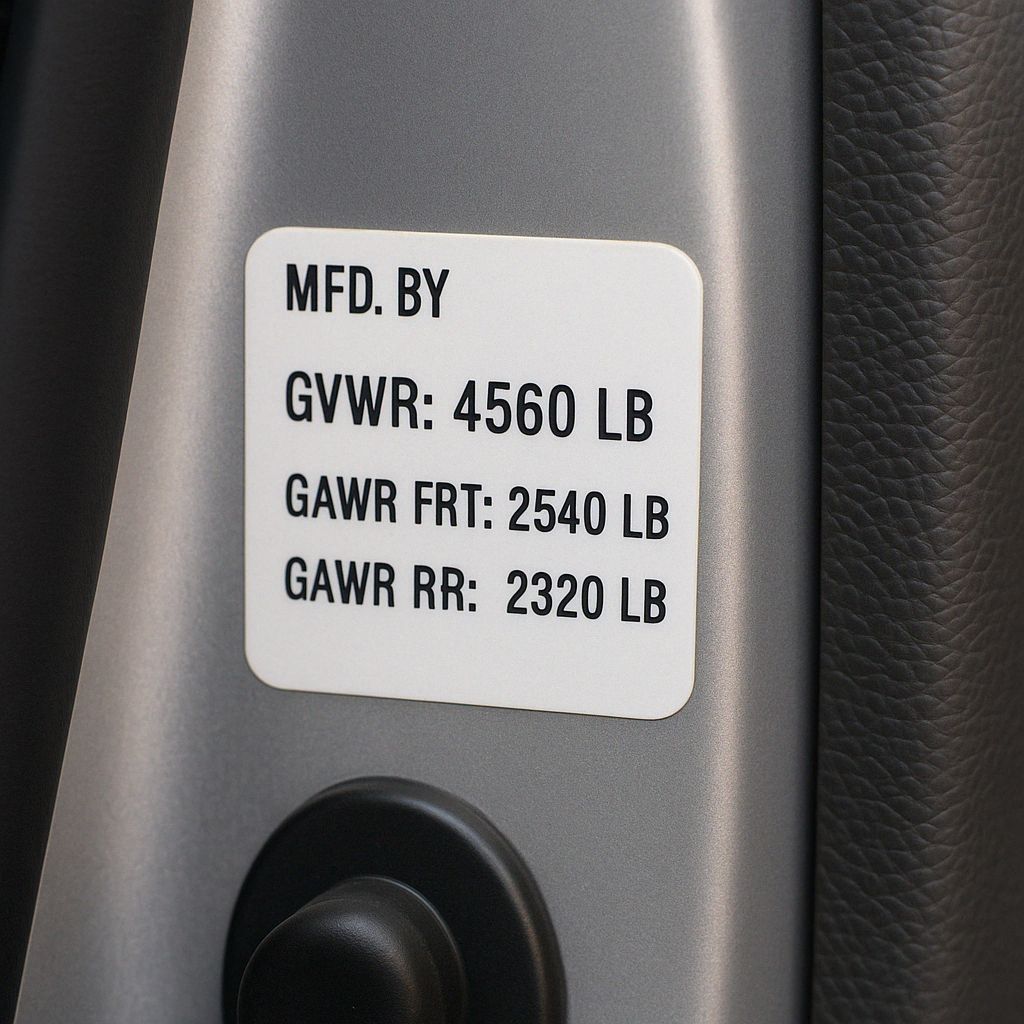 MFD. BY
GVWR: 4560 LB
GAWR FRT: 2540 LB
GAWR RR: 2320 LB